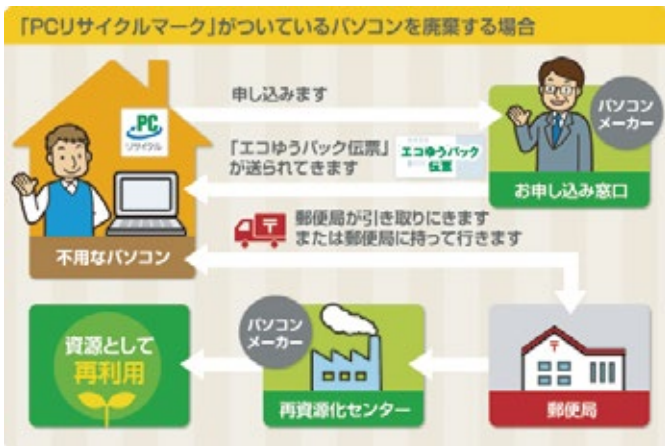 「PCリサイクルマーク」がついているパソコンを廃棄する場合
申し込みます
PC
リサイクル
パソコン
メーカー
「エコゆうパック伝票」
が送られてきます
エコゆうパック
伝票
お申し込み窓口
〒
郵便局が引き取りにきます
または郵便局に持って行きます
不用なパソコン
資源として
再利用
パソコン
メーカー
再資源化センター
〒
郵便局